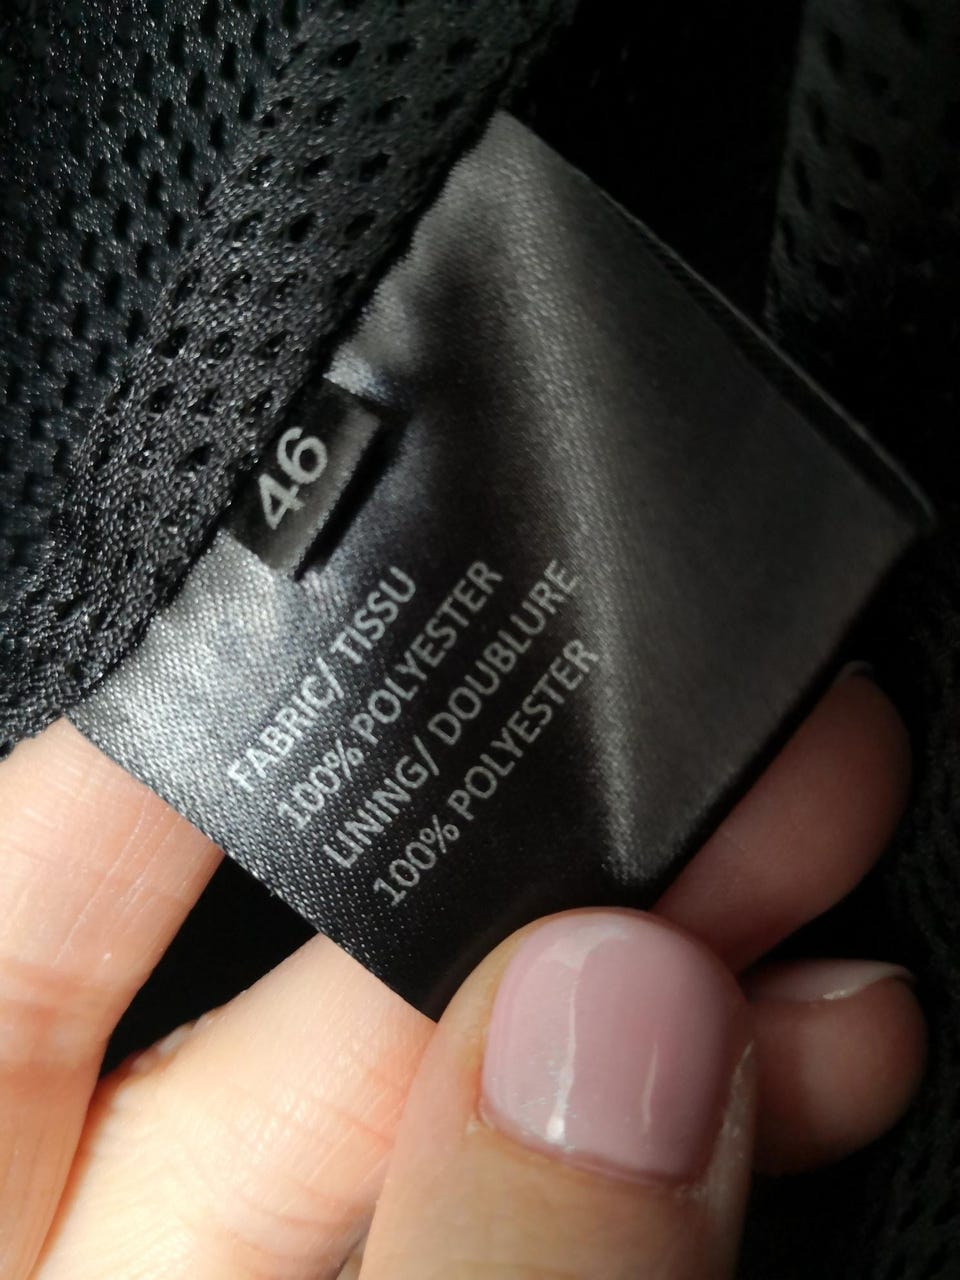 46
FABRIC/ TISSU
100% POLYESTER
LINING/ DOUBLURE
100% POLYESTER